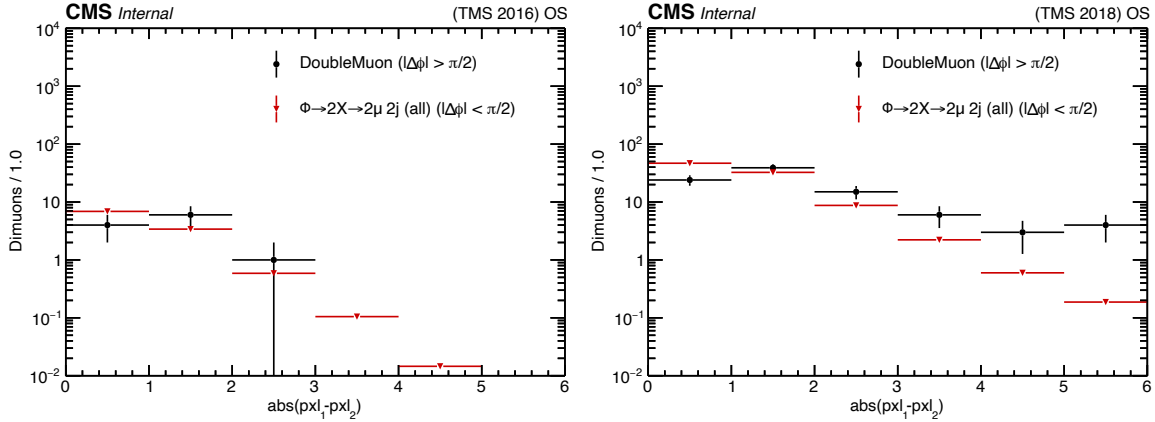 CMS Internal (TMS 2016) OS
DoubleMuon (|Δϕ| > π/2)
Φ→2X→2μ 2j (all) (|Δϕ| < π/2)
Dimuons / 1.0
10⁴
10³
10²
10
1
10⁻¹
10⁻²
0 1 2 3 4 5 6
abs(pxl₁-pxl₂)
CMS Internal (TMS 2018) OS
DoubleMuon (|Δϕ| > π/2)
Φ→2X→2μ 2j (all) (|Δϕ| < π/2)
Dimuons / 1.0
10⁴
10³
10²
10
1
10⁻¹
10⁻²
0 1 2 3 4 5 6
abs(pxl₁-pxl₂)